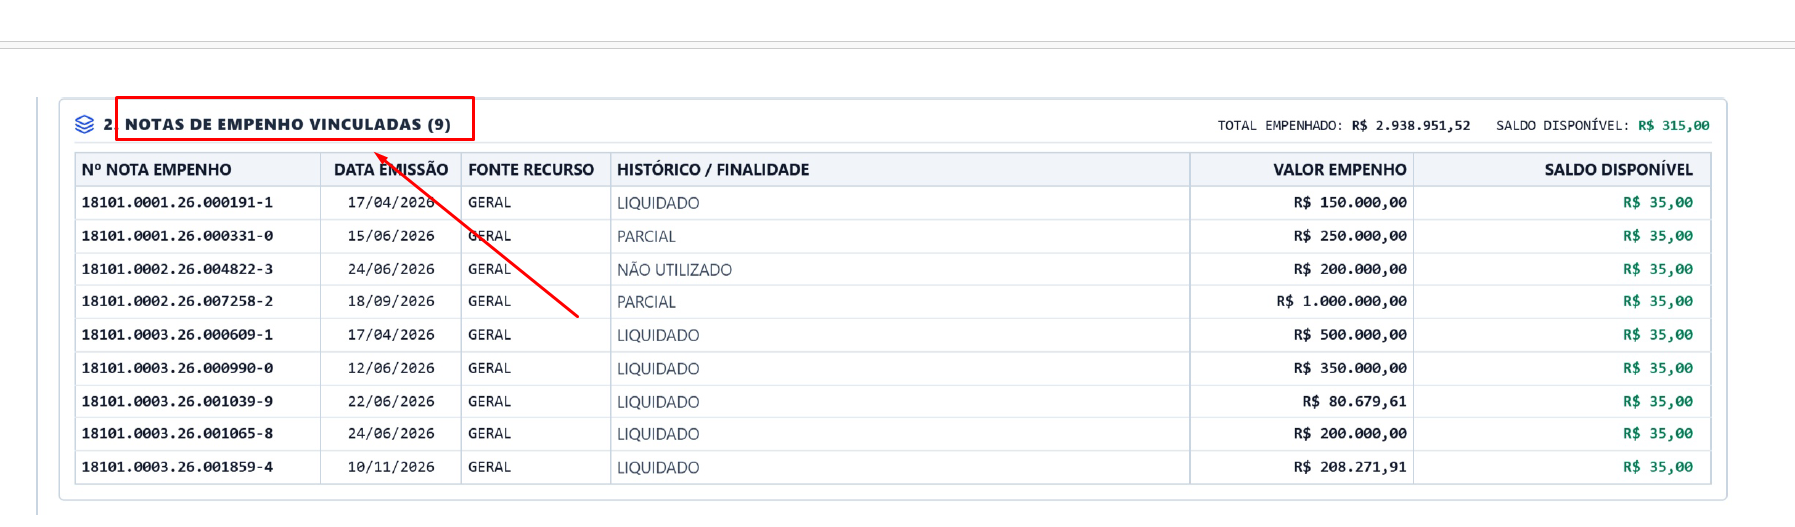 2. NOTAS DE EMPENHO VINCULADAS (9) TOTAL EMPENHADO: R$ 2.938.951,52 SALDO DISPONÍVEL: R$ 315,00
Nº NOTA EMPENHO DATA EMISSÃO FONTE RECURSO HISTÓRICO / FINALIDADE VALOR EMPENHO SALDO DISPONÍVEL
18101.0001.26.000191-1 17/04/2026 GERAL LIQUIDADO R$ 150.000,00 R$ 35,00
18101.0001.26.000331-0 15/06/2026 GERAL PARCIAL R$ 250.000,00 R$ 35,00
18101.0002.26.004822-3 24/06/2026 GERAL NÃO UTILIZADO R$ 200.000,00 R$ 35,00
18101.0002.26.007258-2 18/09/2026 GERAL PARCIAL R$ 1.000.000,00 R$ 35,00
18101.0003.26.000609-1 17/04/2026 GERAL LIQUIDADO R$ 500.000,00 R$ 35,00
18101.0003.26.000990-0 12/06/2026 GERAL LIQUIDADO R$ 350.000,00 R$ 35,00
18101.0003.26.001039-9 22/06/2026 GERAL LIQUIDADO R$ 80.679,61 R$ 35,00
18101.0003.26.001065-8 24/06/2026 GERAL LIQUIDADO R$ 200.000,00 R$ 35,00
18101.0003.26.001859-4 10/11/2026 GERAL LIQUIDADO R$ 208.271,91 R$ 35,00